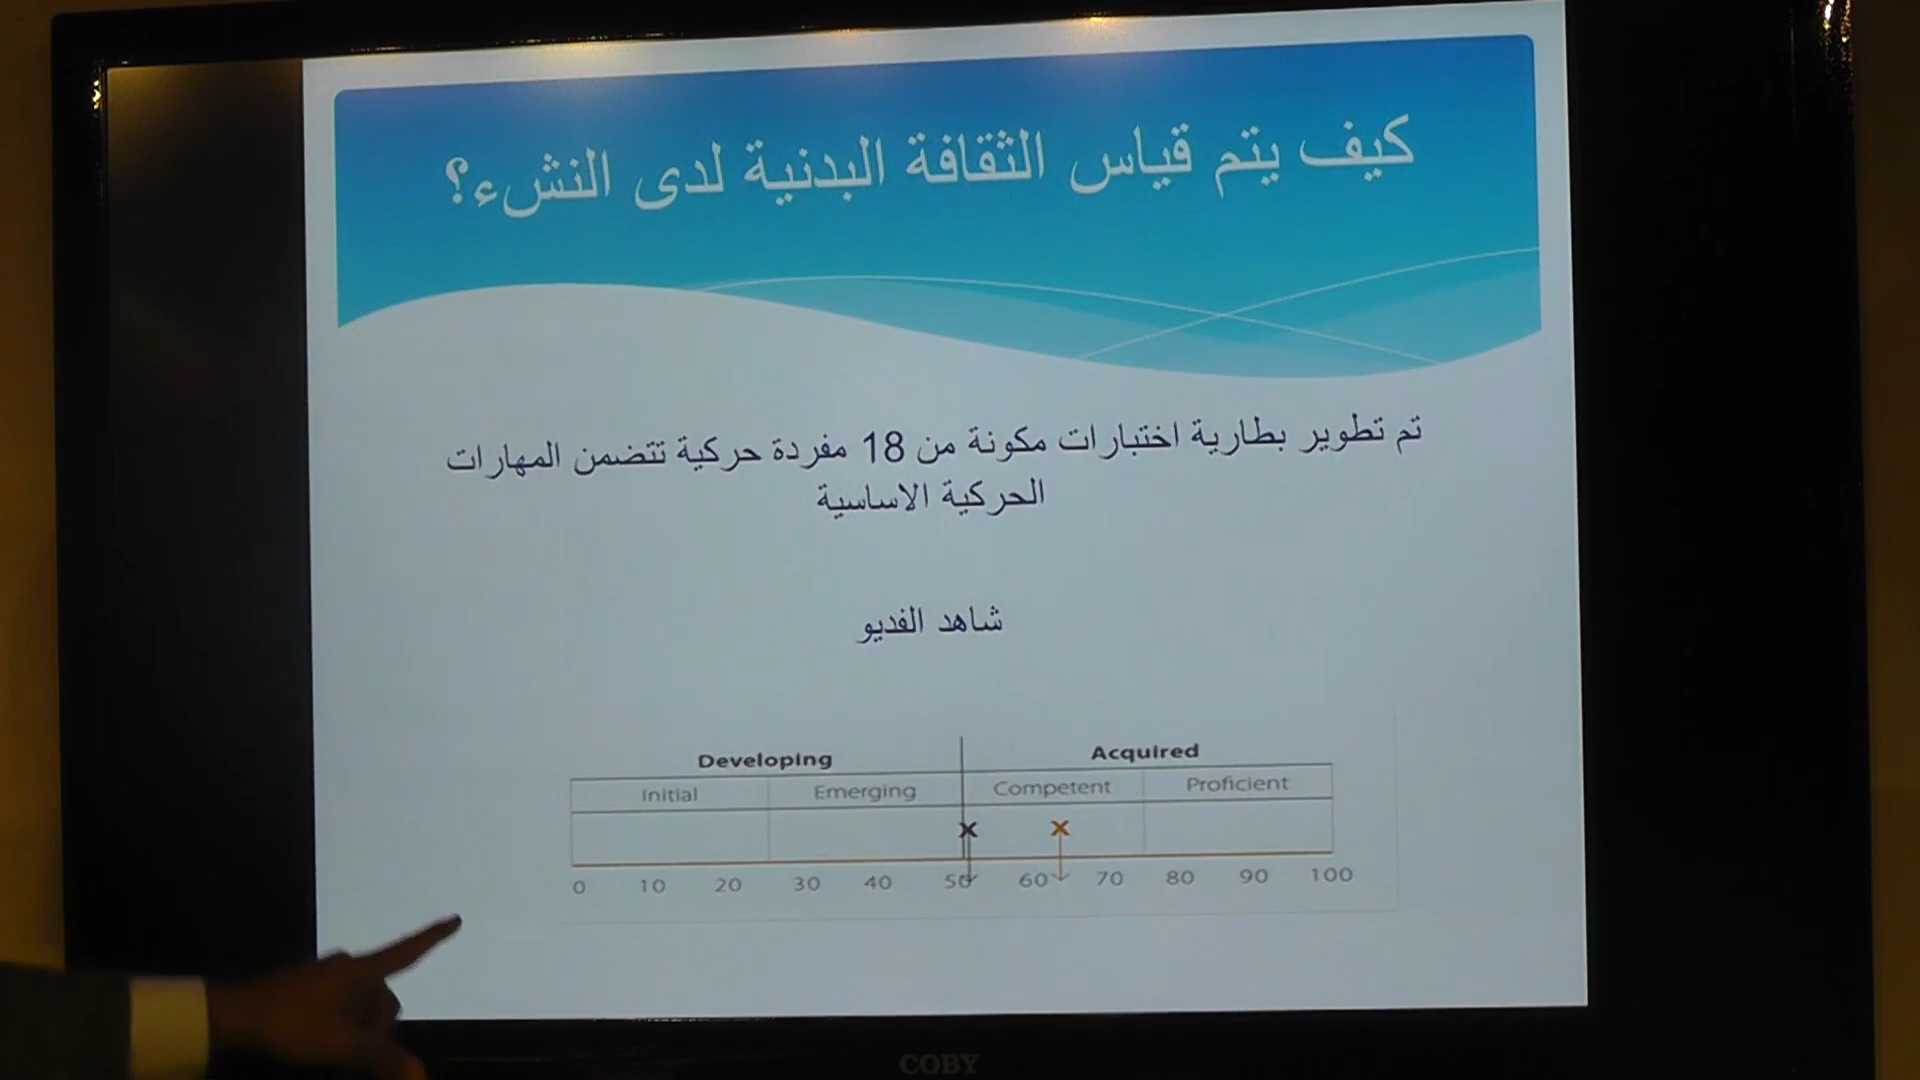 كيف يتم قياس الثقافة البدنية لدى النشء؟
تم تطوير بطارية اختبارات مكونة من 18 مفردة حركية تتضمن المهارات
الحركية الاساسية
شاهد الفديو
Developing Acquired
Initial Emerging Competent Proficient
x x
0 10 20 30 40 50 60 70 80 90 100
COBY